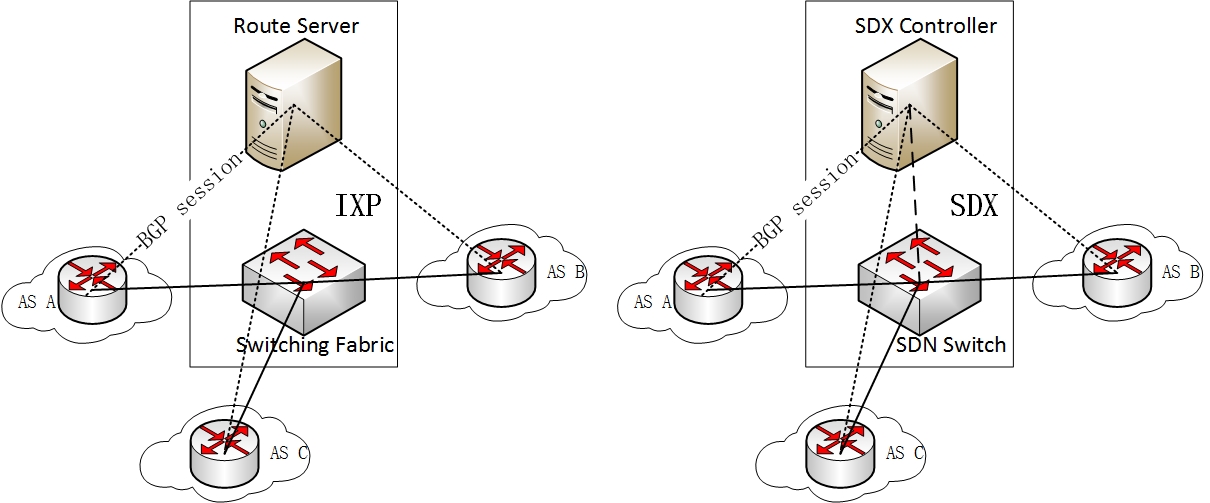 Route Server
BGP session
IXP
AS A
AS B
Switching Fabric
AS C
SDX Controller
BGP session
SDX
AS A
AS B
SDN Switch
AS C